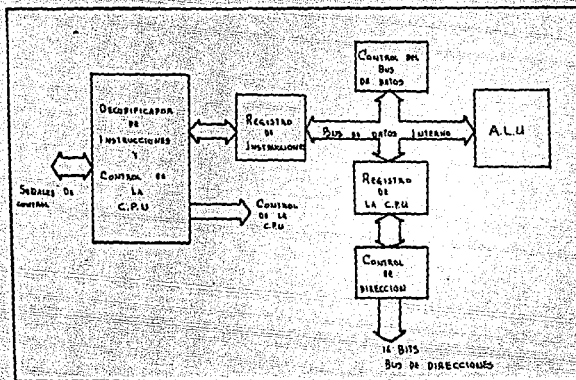 SEÑALES DE
CONTROL
DECODIFICADOR
DE
INSTRUCCIONES
Y
CONTROL DE
LA
C.P.U
REGISTRO
DE
INSTRUCCIONES
CONTROL
DE LA
C.P.U
CONTROL DEL
BUS
DE DATOS
BUS DE DATOS INTERNO
A.L.U
REGISTRO
DE
LA C.P.U
CONTROL
DE
DIRECCION
16 BITS
BUS DE DIRECCIONES